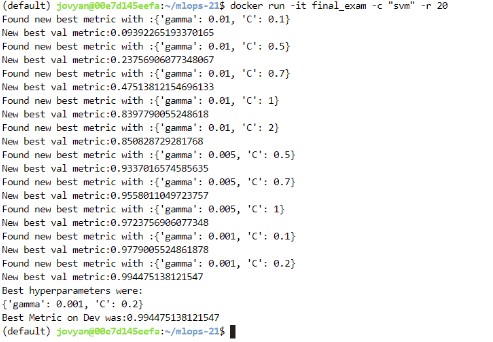 (default) jovyan@00e7d145eefa:~/mlops-21$ docker run -it final_exam -c "svm" -r 20
Found new best metric with :{'gamma': 0.01, 'C': 0.1}
New best val metric:0.09392265193370165
Found new best metric with :{'gamma': 0.01, 'C': 0.5}
New best val metric:0.23756906077348067
Found new best metric with :{'gamma': 0.01, 'C': 0.7}
New best val metric:0.47513812154696133
Found new best metric with :{'gamma': 0.01, 'C': 1}
New best val metric:0.8397790055248618
Found new best metric with :{'gamma': 0.01, 'C': 2}
New best val metric:0.850828729281768
Found new best metric with :{'gamma': 0.005, 'C': 0.5}
New best val metric:0.9337016574585635
Found new best metric with :{'gamma': 0.005, 'C': 0.7}
New best val metric:0.9558011049723757
Found new best metric with :{'gamma': 0.005, 'C': 1}
New best val metric:0.9723756906077348
Found new best metric with :{'gamma': 0.001, 'C': 0.1}
New best val metric:0.9779005524861878
Found new best metric with :{'gamma': 0.001, 'C': 0.2}
New best val metric:0.994475138121547
Best hyperparameters were:
{'gamma': 0.001, 'C': 0.2}
Best Metric on Dev was:0.994475138121547
(default) jovyan@00e7d145eefa:~/mlops-21$